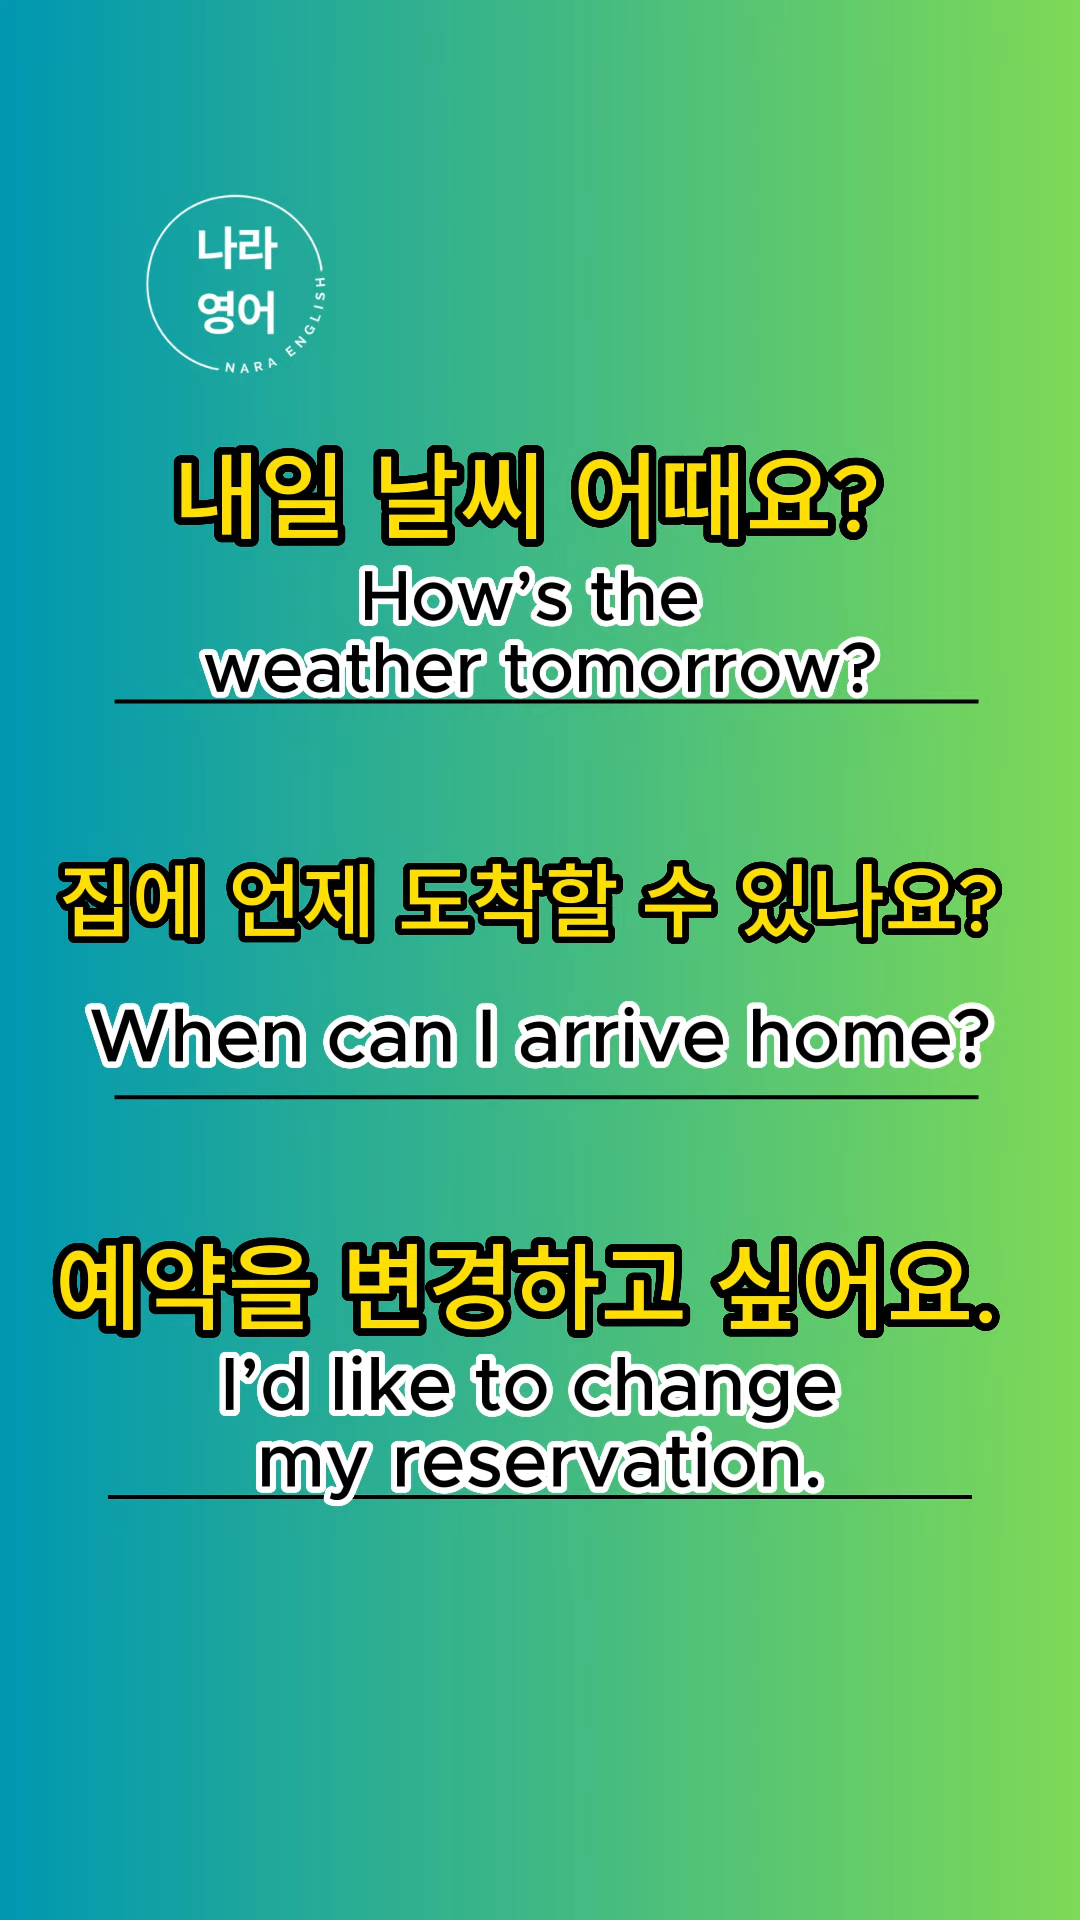 나라
영어
NARA ENGLISH
내일 날씨 어때요?
How’s the
weather tomorrow?
집에 언제 도착할 수 있나요?
When can I arrive home?
예약을 변경하고 싶어요.
I’d like to change
my reservation.